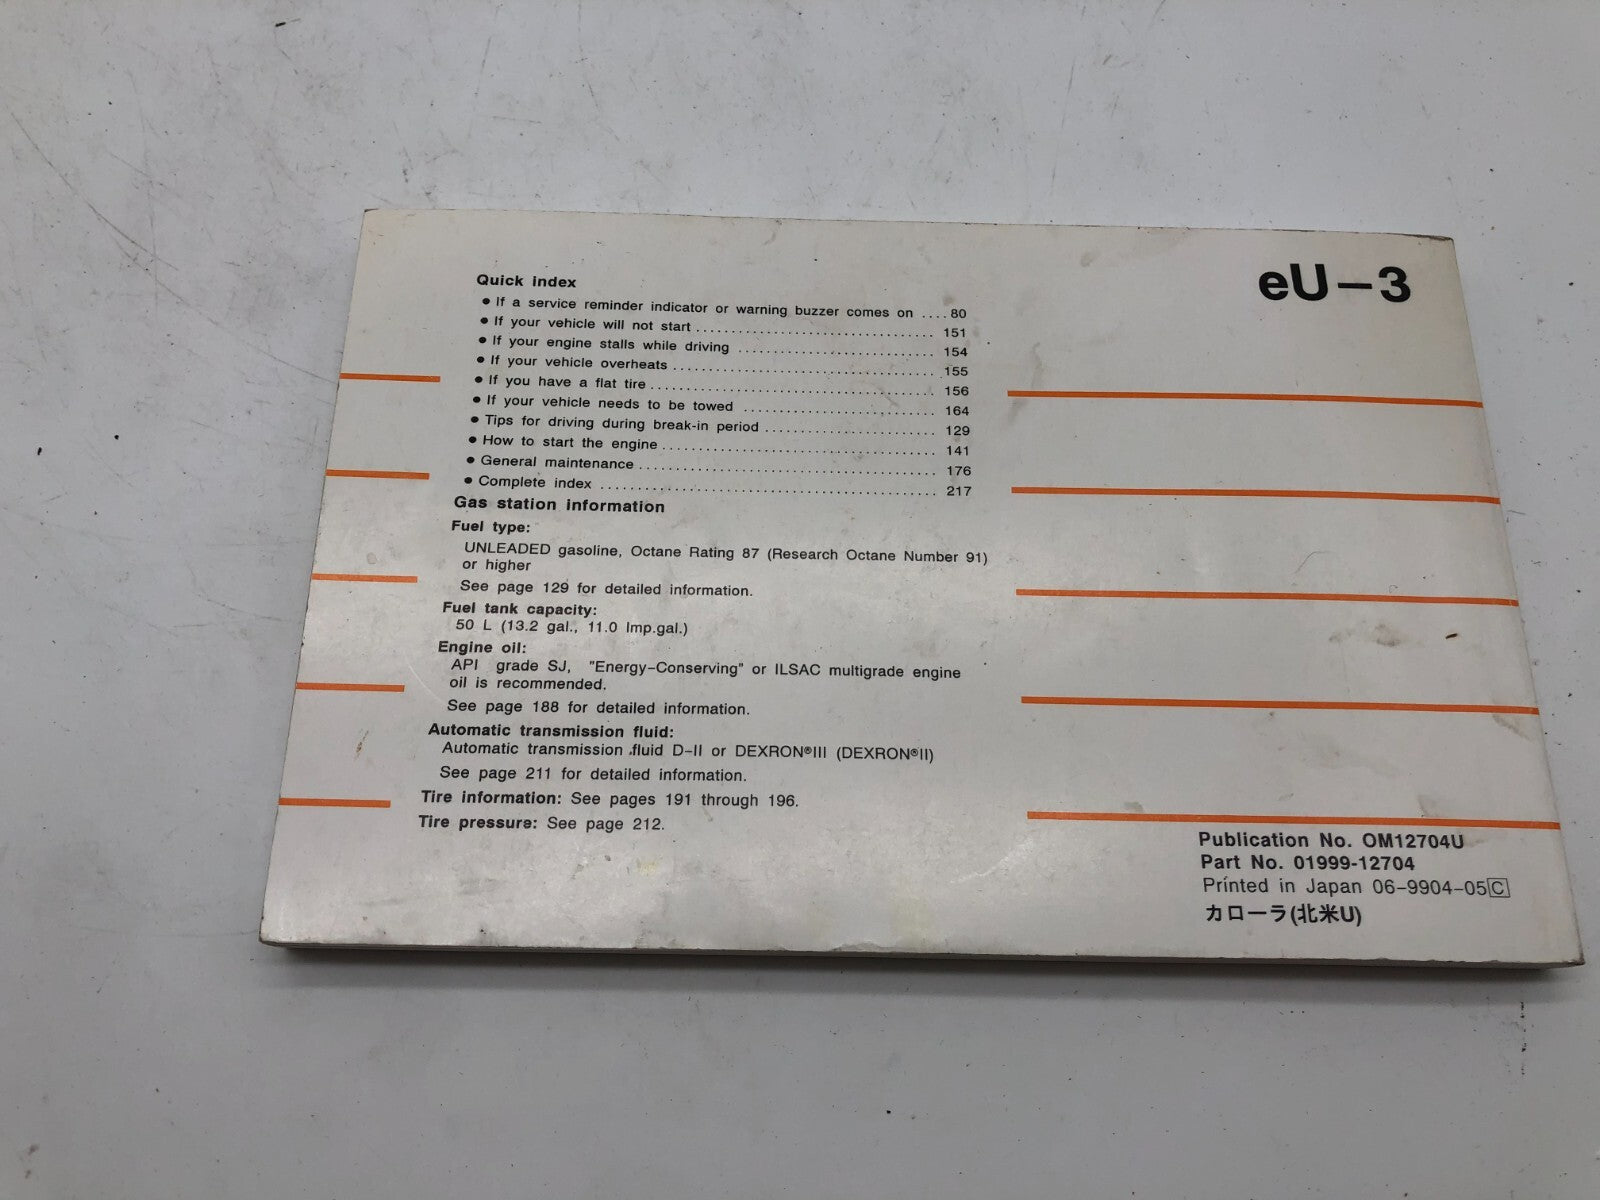 eU-3
Quick index
● If a service reminder indicator or warning buzzer comes on .... 80
● If your vehicle will not start ................................ 151
● If your engine stalls while driving .......................... 154
● If your vehicle overheats ................................... 155
● If you have a flat tire ...................................... 156
● If your vehicle needs to be towed .......................... 164
● Tips for driving during break-in period ....................... 129
● How to start the engine .................................... 141
● General maintenance ....................................... 176
● Complete index ............................................ 217
Gas station information
Fuel type:
UNLEADED gasoline, Octane Rating 87 (Research Octane Number 91)
or higher
See page 129 for detailed information.
Fuel tank capacity:
50 L (13.2 gal., 11.0 Imp.gal.)
Engine oil:
API grade SJ, "Energy-Conserving" or ILSAC multigrade engine
oil is recommended.
See page 188 for detailed information.
Automatic transmission fluid:
Automatic transmission fluid D-II or DEXRON®III (DEXRON®II)
See page 211 for detailed information.
Tire information: See pages 191 through 196.
Tire pressure: See page 212.
Publication No. OM12704U
Part No. 01999-12704
Printed in Japan 06-9904-05 C
カローラ(北米U)